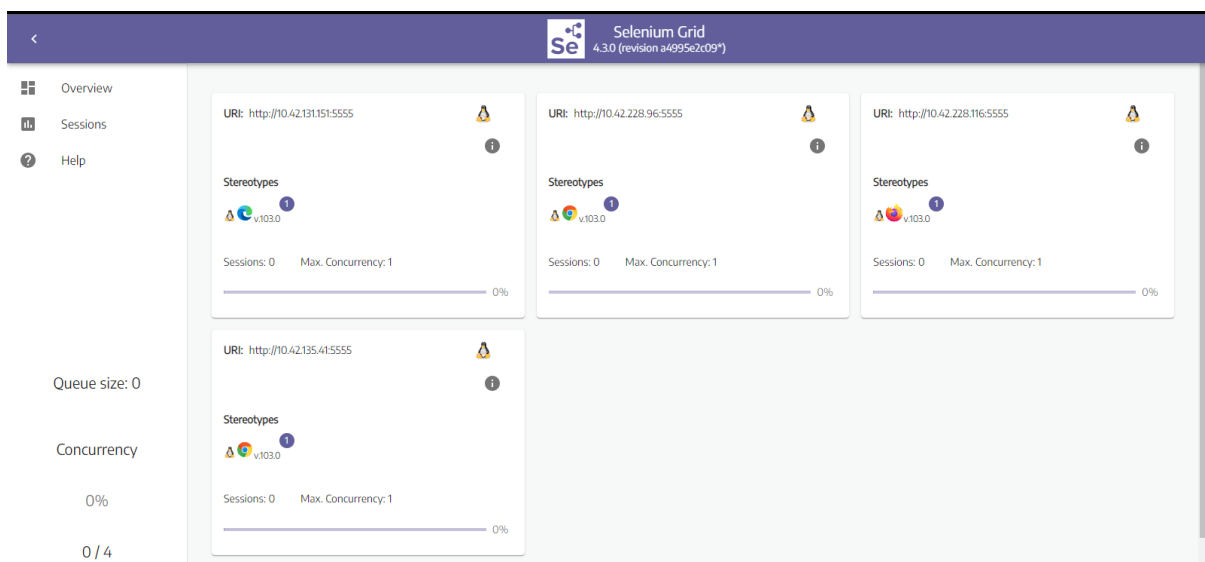 Se
Selenium Grid
4.3.0 (revision a4995e2c09*)
Overview
Sessions
Help
Queue size: 0
Concurrency
0%
0 / 4
URI: http://10.42.131.151:5555
Stereotypes
1
v.103.0
Sessions: 0 Max. Concurrency: 1
0%
URI: http://10.42.228.96:5555
Stereotypes
1
v.103.0
Sessions: 0 Max. Concurrency: 1
0%
URI: http://10.42.228.116:5555
Stereotypes
1
v.103.0
Sessions: 0 Max. Concurrency: 1
0%
URI: http://10.42.135.41:5555
Stereotypes
1
v.103.0
Sessions: 0 Max. Concurrency: 1
0%